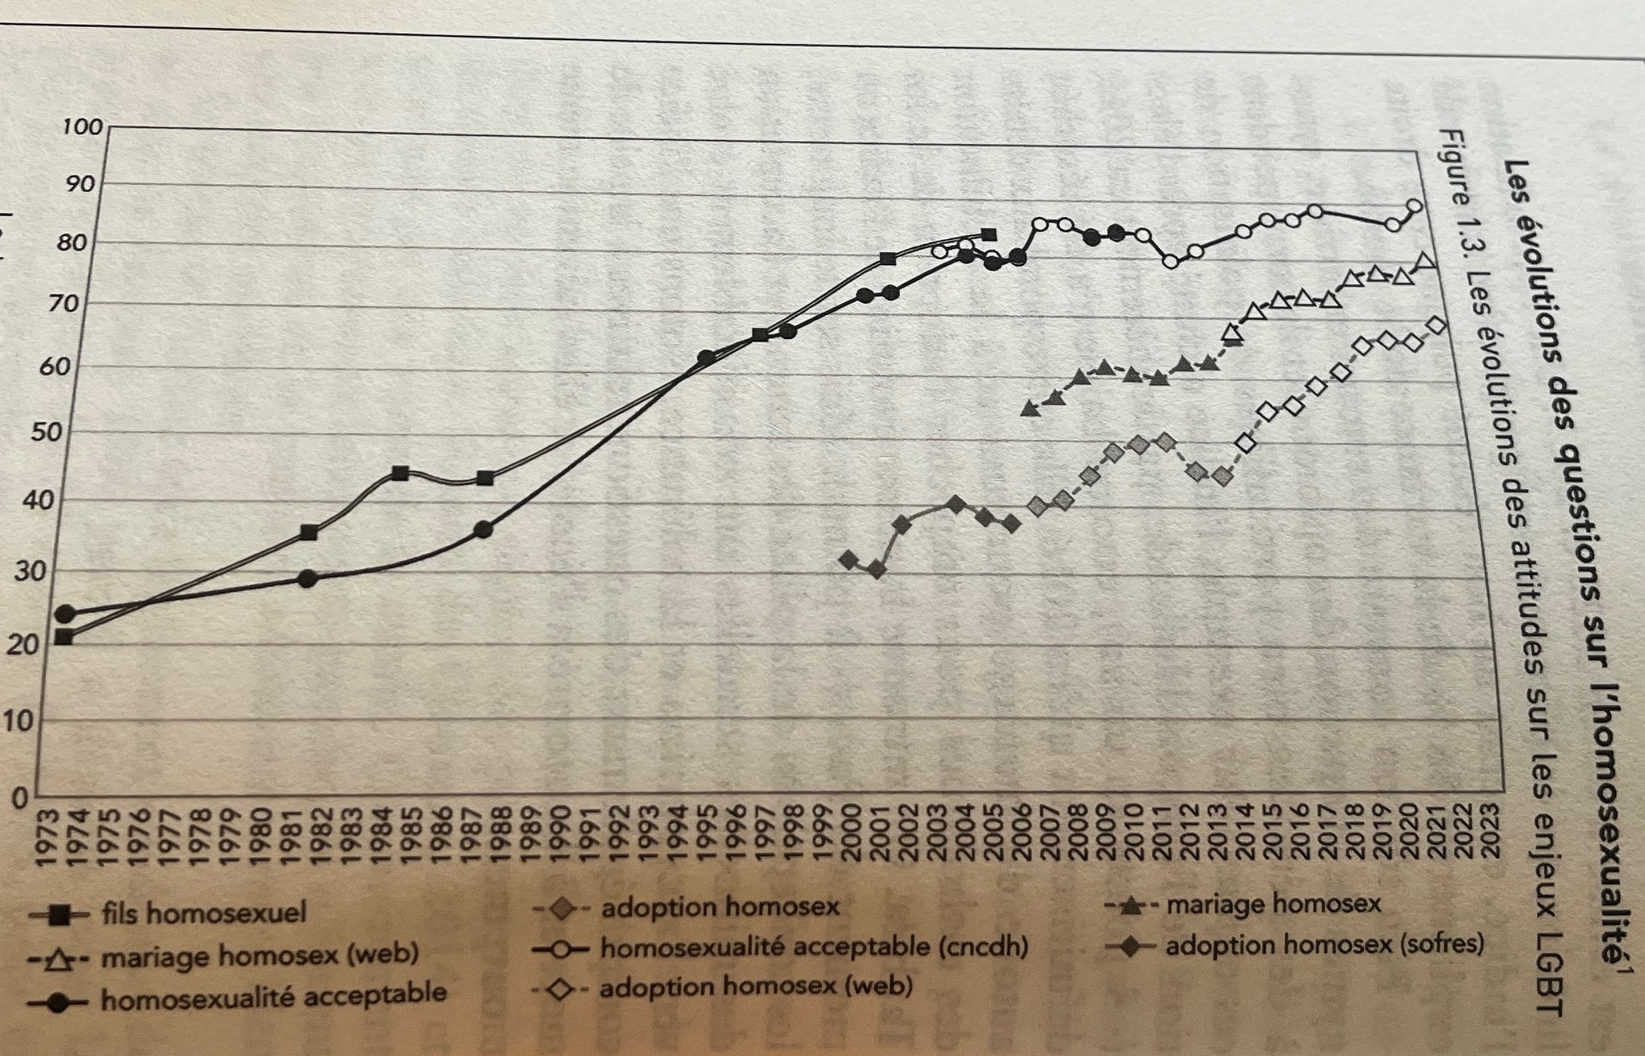 Les évolutions des questions sur l'homosexualité¹
Figure 1.3. Les évolutions des attitudes sur les enjeux LGBT
100
90
80
70
60
50
40
30
20
10
0
1973 1974 1975 1976 1977 1978 1979 1980 1981 1982 1983 1984 1985 1986 1987 1988 1989 1990 1991 1992 1993 1994 1995 1996 1997 1998 1999 2000 2001 2002 2003 2004 2005 2006 2007 2008 2009 2010 2011 2012 2013 2014 2015 2016 2017 2018 2019 2020 2021 2022 2023
fils homosexuel
adoption homosex
mariage homosex
mariage homosex (web)
homosexualité acceptable (cncdh)
adoption homosex (sofres)
homosexualité acceptable
adoption homosex (web)